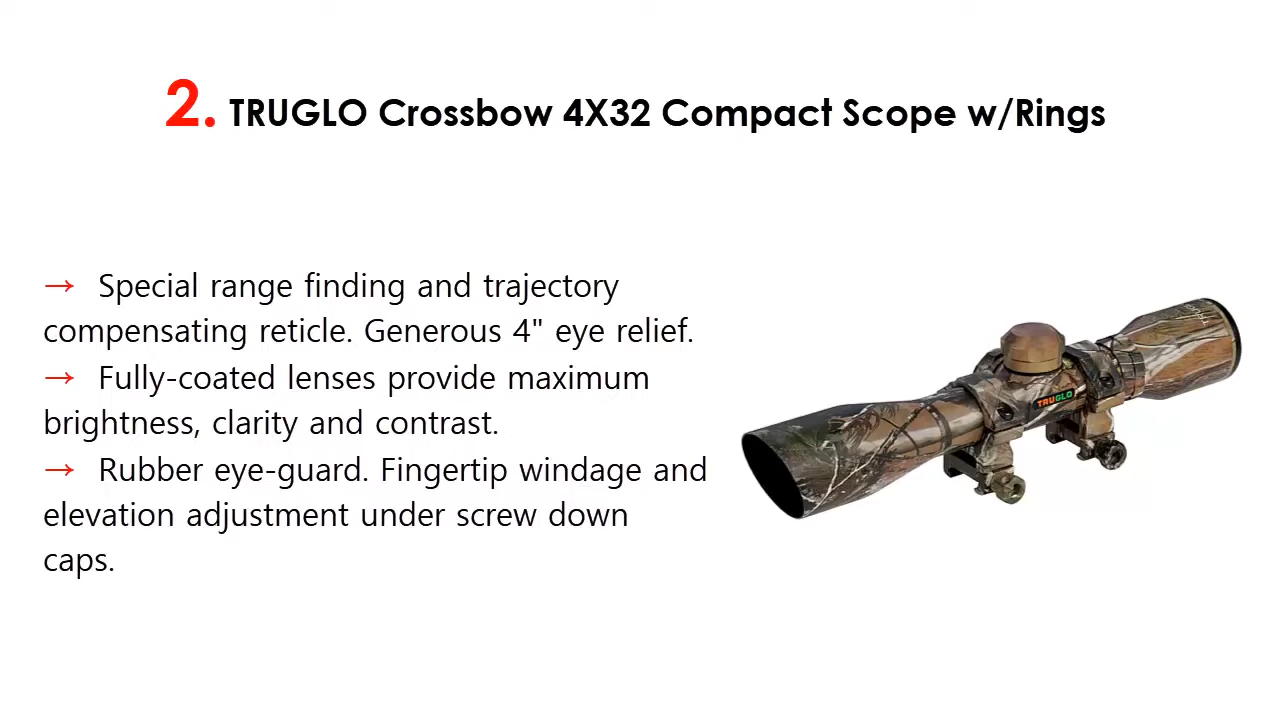 2. TRUGLO Crossbow 4X32 Compact Scope w/Rings
→ Special range finding and trajectory
compensating reticle. Generous 4" eye relief.
→ Fully-coated lenses provide maximum
brightness, clarity and contrast.
→ Rubber eye-guard. Fingertip windage and
elevation adjustment under screw down
caps.
TRUGLO